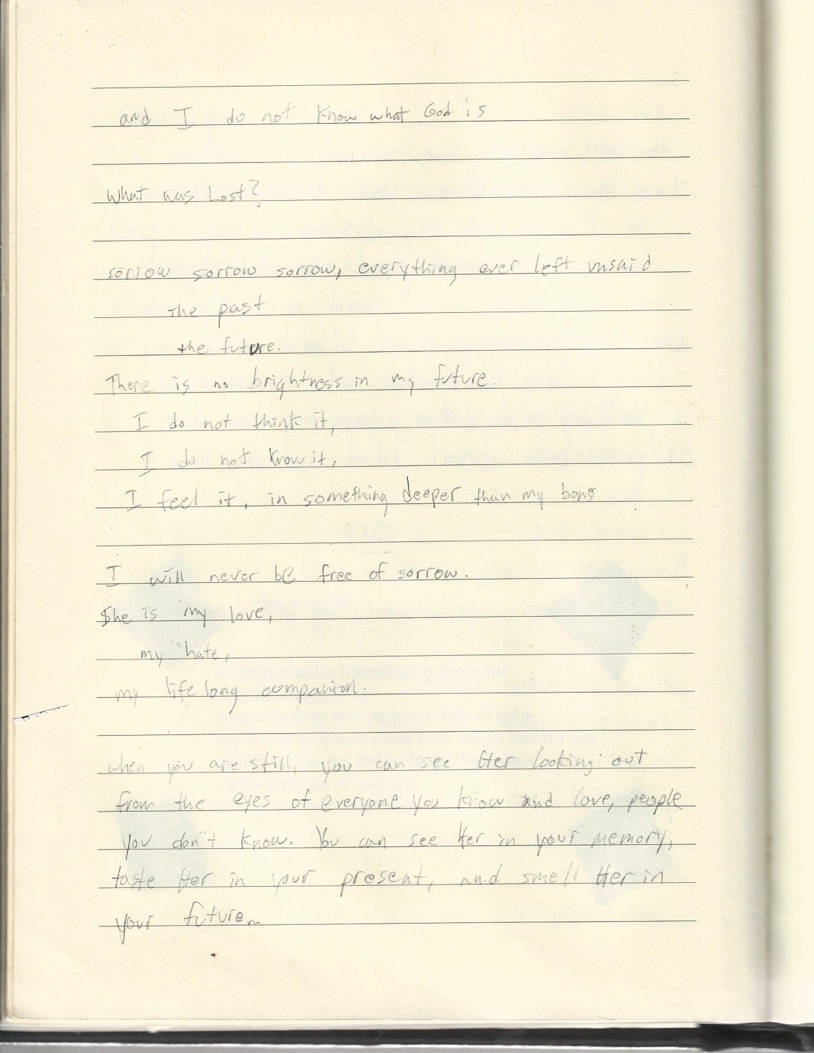 and I do not know what God is
What was Lost?
sorrow sorrow sorrow, everything ever left unsaid
the past
the future.
There is no brightness in my future.
I do not think it,
I do not know it,
I feel it, in something deeper than my bons
I will never be free of sorrow.
She is my love,
my hate,
my life long companion.
when you are still, you can see Her looking out
from the eyes of everyone you know and love, people
you don't know. You can see Her in your memory,
taste Her in your present, and smell Her in
your future.